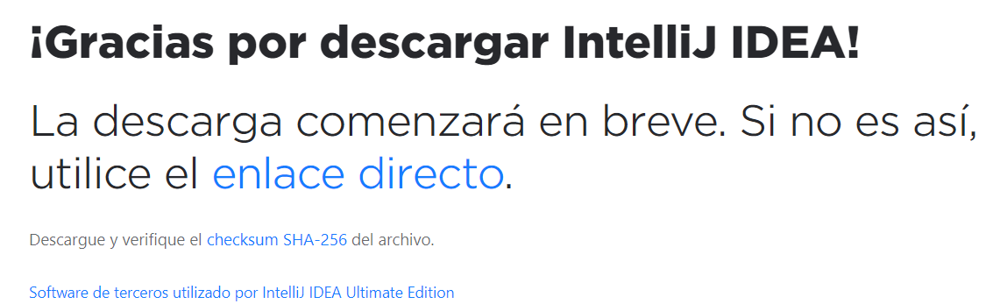 ¡Gracias por descargar IntelliJ IDEA!
La descarga comenzará en breve. Si no es así,
utilice el enlace directo.
Descargue y verifique el checksum SHA-256 del archivo.
Software de terceros utilizado por IntelliJ IDEA Ultimate Edition